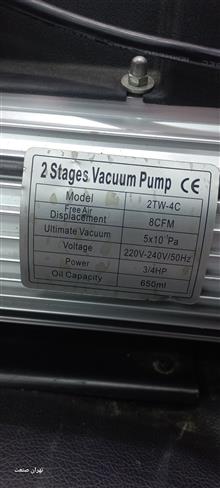 2 Stages Vacuum Pump CE
Model 2TW-4C
Free Air Displacement 8CFM
Ultimate Vacuum 5x10⁻¹Pa
Voltage 220V-240V/50Hz
Power 3/4HP
Oil Capacity 650ml
تهران صنعت